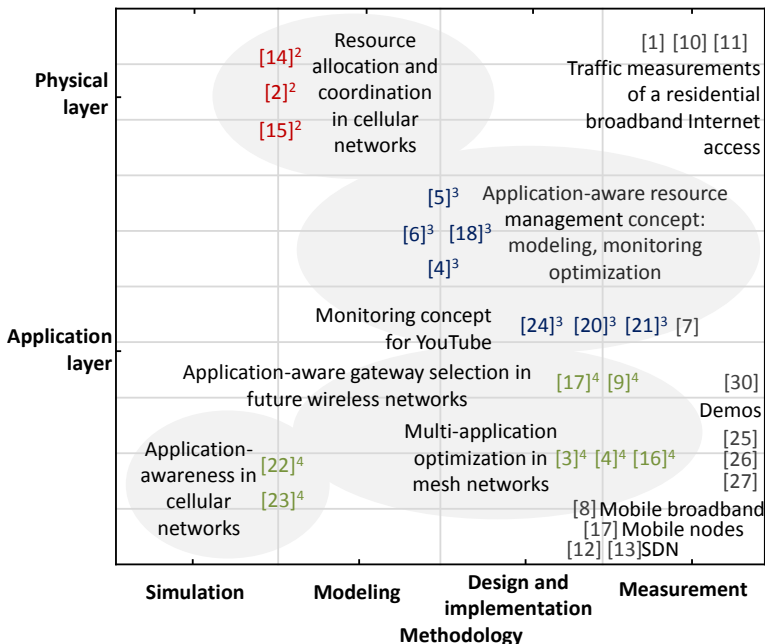 Physical
layer
[14]²
[2]²
[15]²
Resource
allocation and
coordination
in cellular
networks
[1] [10] [11]
Traffic measurements
of a residential
broadband Internet
access
[5]³
[6]³ [18]³
[4]³
Application-aware resource
management concept:
modeling, monitoring
optimization
Application
layer
Monitoring concept
for YouTube
[24]³ [20]³ [21]³ [7]
Application-aware gateway selection in
future wireless networks
[17]⁴ [9]⁴
[30]
Demos
[25]
[26]
[27]
Application-
awareness in
cellular
networks
[22]⁴
[23]⁴
Multi-application
optimization in
mesh networks
[3]⁴ [4]⁴ [16]⁴
[8] Mobile broadband
[17] Mobile nodes
[12] [13] SDN
Simulation
Modeling
Design and
implementation
Measurement
Methodology